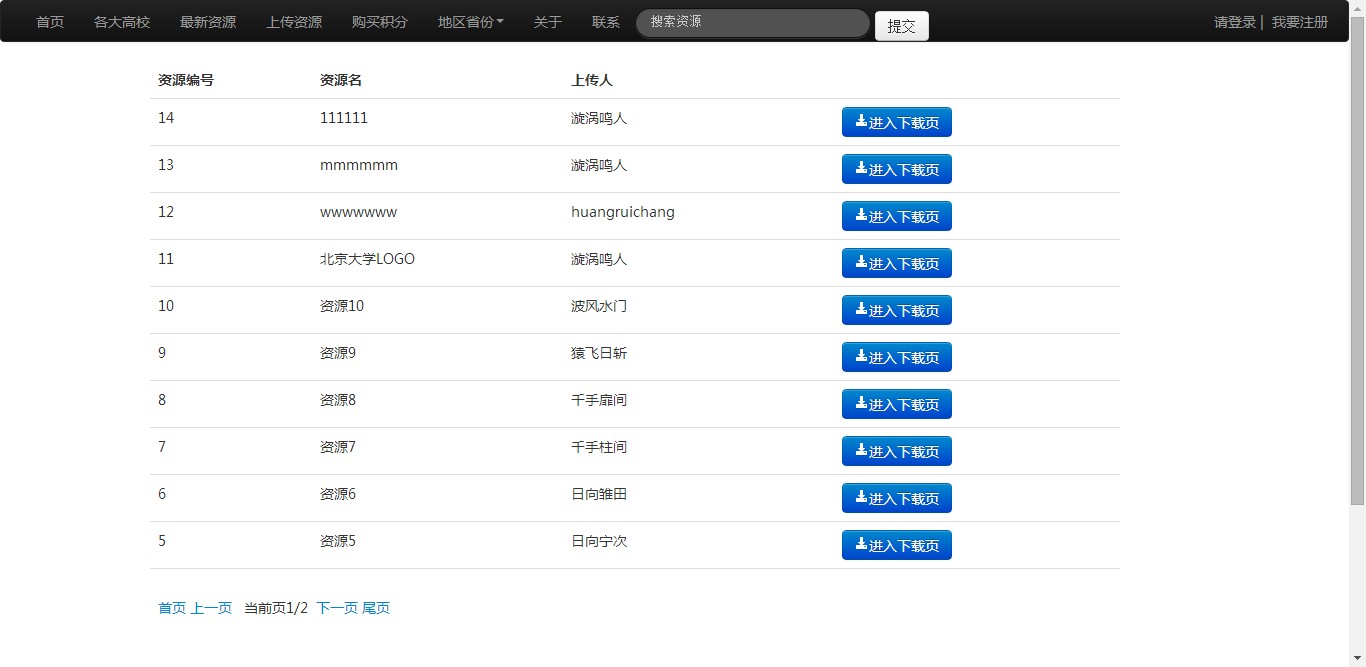 首页 各大高校 最新资源 上传资源 购买积分 地区省份 关于 联系 搜索资源 提交 请登录 | 我要注册
资源编号 资源名 上传人
14 111111 漩涡鸣人 进入下载页
13 mmmmmm 漩涡鸣人 进入下载页
12 wwwwwww huangruichang 进入下载页
11 北京大学LOGO 漩涡鸣人 进入下载页
10 资源10 波风水门 进入下载页
9 资源9 猿飞日斩 进入下载页
8 资源8 千手扉间 进入下载页
7 资源7 千手柱间 进入下载页
6 资源6 日向雏田 进入下载页
5 资源5 日向宁次 进入下载页
首页 上一页 当前页1/2 下一页 尾页